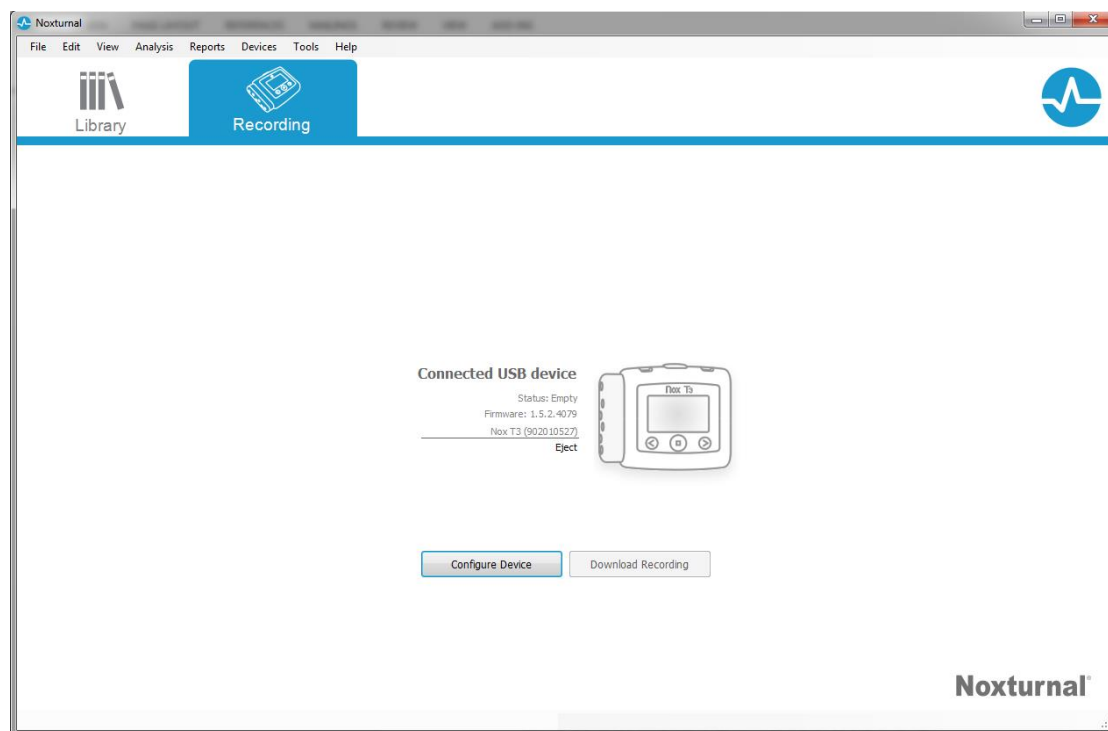 Noxturnal
File Edit View Analysis Reports Devices Tools Help
Library
Recording
Connected USB device
Status: Empty
Firmware: 1.5.2.4079
Nox T3 (902010527)
Eject
Nox T3
Configure Device
Download Recording
Noxturnal®